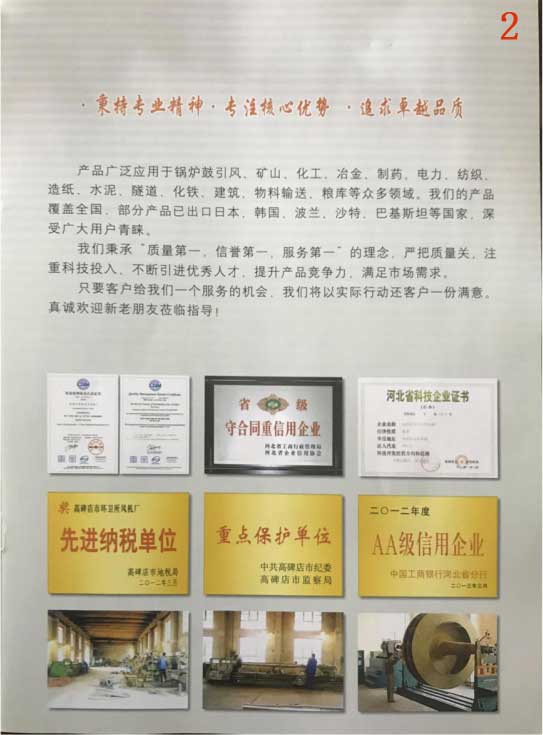 2
·秉持专业精神·专注核心优势 ·追求卓越品质
产品广泛应用于锅炉鼓引风、矿山、化工、冶金、制药、电力、纺织、
造纸、水泥、隧道、化铁、建筑、物料输送、粮库等众多领域。我们的产品
覆盖全国、部分产品已出口日本，韩国、波兰、沙特、巴基斯坦等国家，深
受广大用户青睐。
我们秉承“质量第一，信誉第一，服务第一”的理念，严把质量关，注
重科技投入、不断引进优秀人才，提升产品竞争力，满足市场需求。
只要客户给我们一个服务的机会，我们将以实际行动还客户一份满意。
真诚欢迎新老朋友莅临指导！
省 级
守合同重信用企业
河北省工商行政管理局
河北省企业信用协会
河北省科技企业证书
奖 高碑店市环卫所风机厂
先进纳税单位
高碑店市地税局
二〇一二年三月
重点保护单位
中共高碑店市纪委
高碑店市监察局
二〇一二年度
AA级信用企业
中国工商银行河北省分行